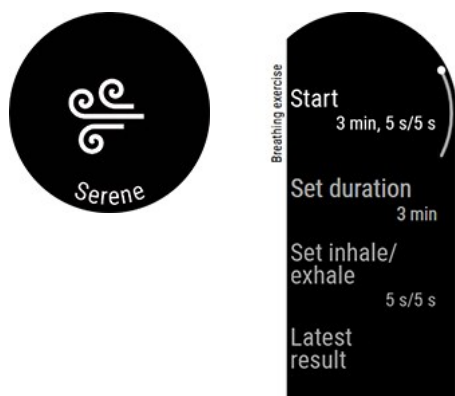 Serene
Breathing exercise
Start
3 min, 5 s/5 s
Set duration
3 min
Set inhale/
exhale
5 s/5 s
Latest
result